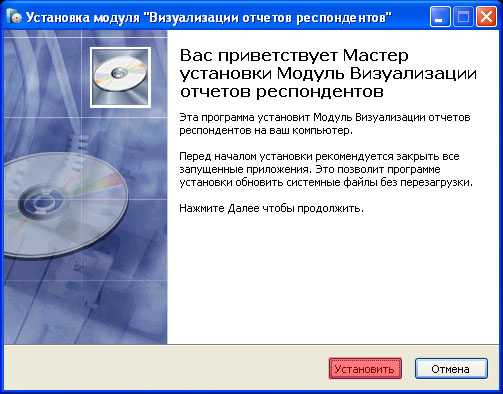 Установка модуля "Визуализации отчетов респондентов"
Вас приветствует Мастер
установки Модуль Визуализации
отчетов респондентов
Эта программа установит Модуль Визуализации отчетов
респондентов на ваш компьютер.
Перед началом установки рекомендуется закрыть все
запущенные приложения. Это позволит программе
установки обновить системные файлы без перезагрузки.
Нажмите Далее чтобы продолжить.
Установить
Отмена